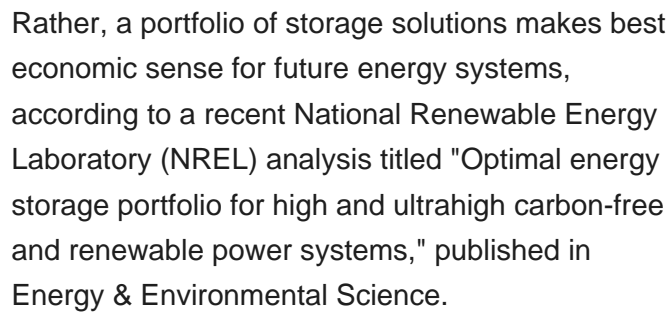 Rather, a portfolio of storage solutions makes best
economic sense for future energy systems,
according to a recent National Renewable Energy
Laboratory (NREL) analysis titled "Optimal energy
storage portfolio for high and ultrahigh carbon-free
and renewable power systems," published in
Energy & Environmental Science.